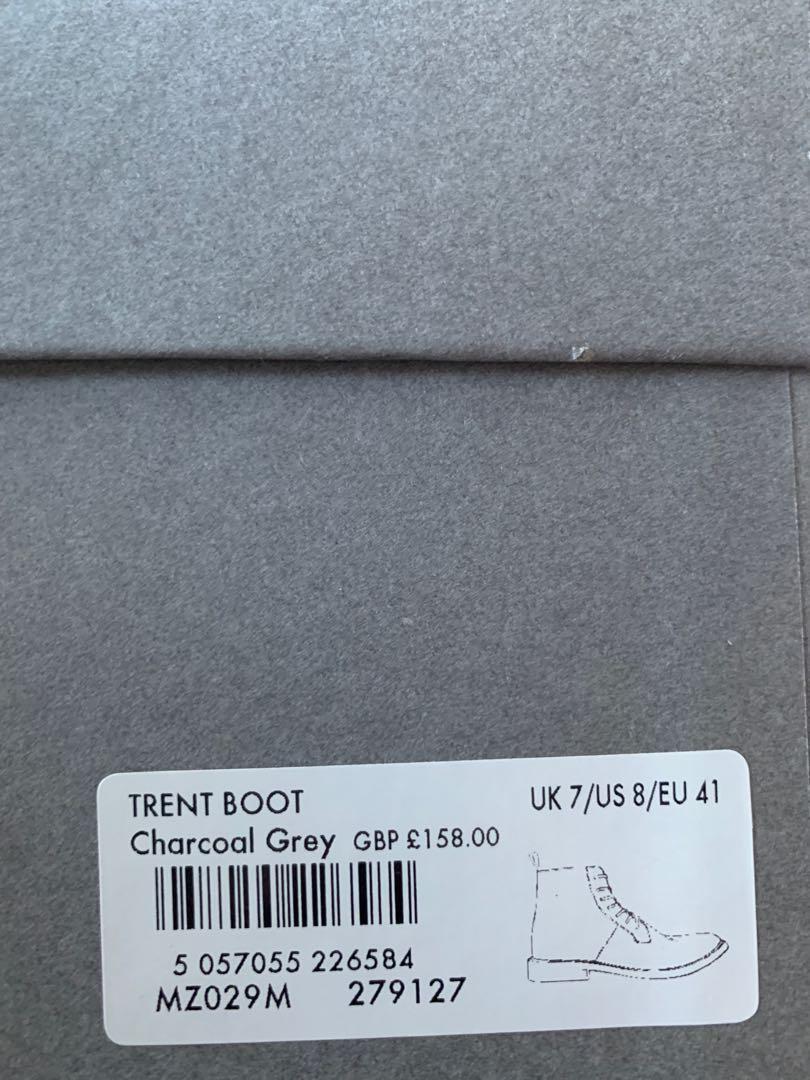 TRENT BOOT UK 7/US 8/EU 41
Charcoal Grey GBP £158.00
5 057055 226584
MZ029M 279127